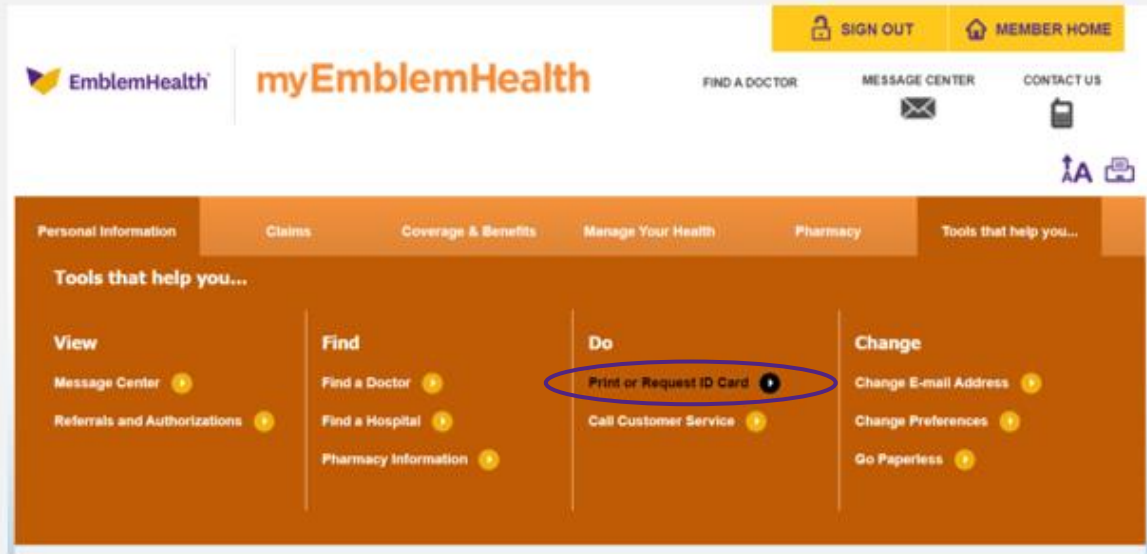 SIGN OUT MEMBER HOME
EmblemHealth myEmblemHealth FIND A DOCTOR MESSAGE CENTER CONTACT US
A A
Personal Information Claims Coverage & Benefits Manage Your Health Pharmacy Tools that help you...
Tools that help you...
View
Message Center
Referrals and Authorizations
Find
Find a Doctor
Find a Hospital
Pharmacy Information
Do
Print or Request ID Card
Call Customer Service
Change
Change E-mail Address
Change Preferences
Go Paperless